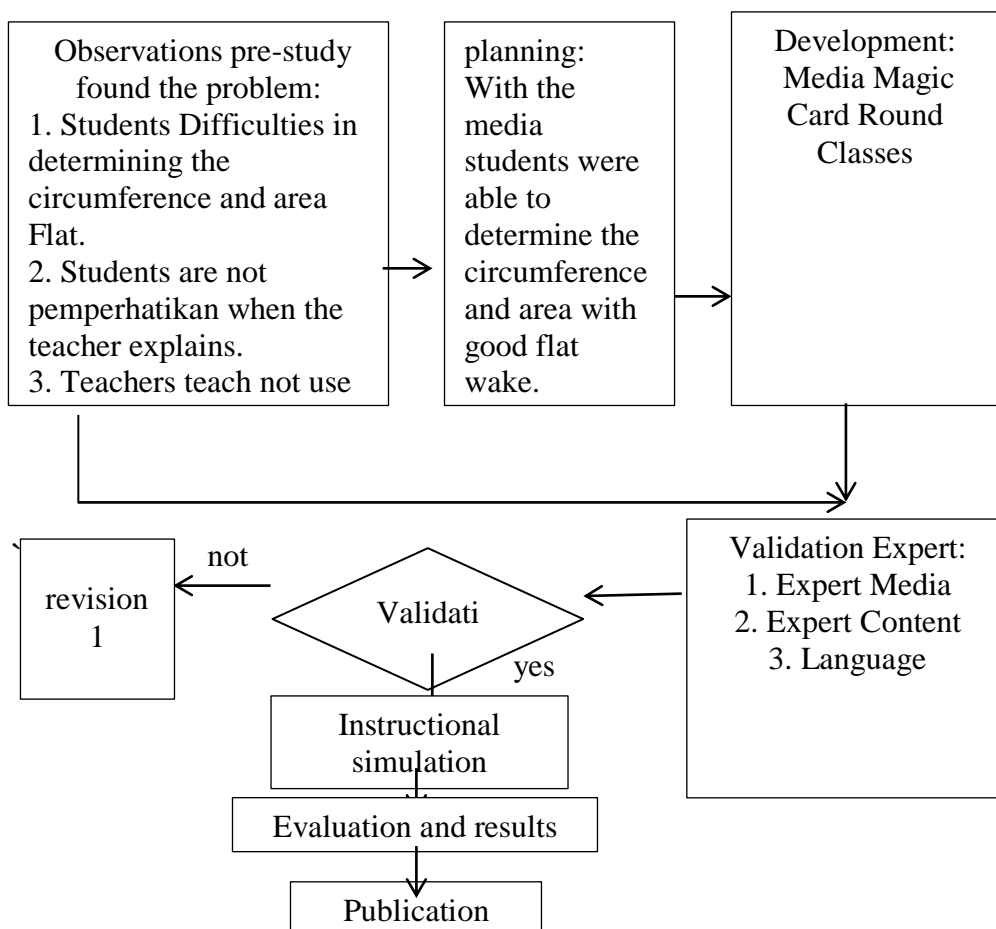 Observations pre-study
found the problem:
1. Students Difficulties in
determining the
circumference and area
Flat.
2. Students are not
pemperhatikan when the
teacher explains.
3. Teachers teach not use
planning:
With the
media
students were
able to
determine the
circumference
and area with
good flat
wake.
Development:
Media Magic
Card Round
Classes
Validation Expert:
1. Expert Media
2. Expert Content
3. Language
Validati
not
revision
1
yes
Instructional
simulation
Evaluation and results
Publication